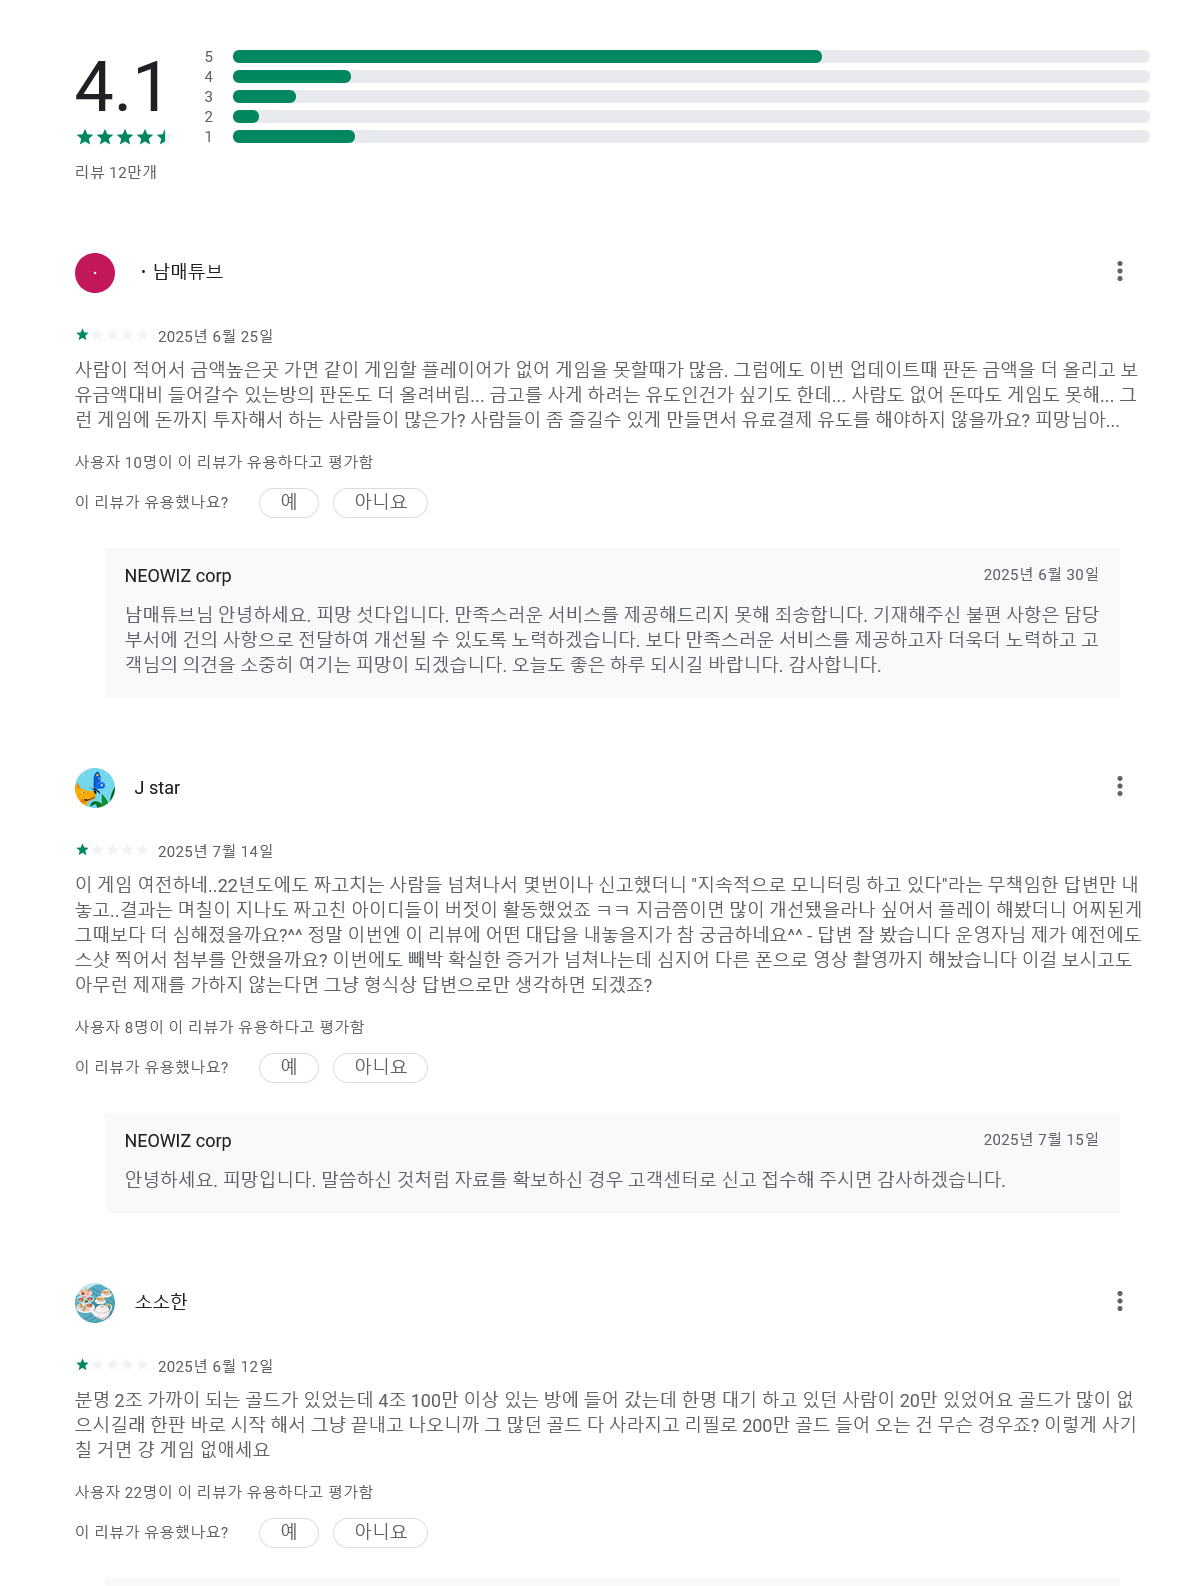 4.1
5
4
3
2
1
리뷰 12만개
· 남매튜브
2025년 6월 25일
사람이 적어서 금액높은곳 가면 같이 게임할 플레이어가 없어 게임을 못할때가 많음. 그럼에도 이번 업데이트때 판돈 금액을 더 올리고 보
유금액대비 들어갈수 있는방의 판돈도 더 올려버림... 금고를 사게 하려는 유도인건가 싶기도 한데... 사람도 없어 돈따도 게임도 못해... 그
런 게임에 돈까지 투자해서 하는 사람들이 많은가? 사람들이 좀 즐길수 있게 만들면서 유료결제 유도를 해야하지 않을까요? 피망님아...
사용자 10명이 이 리뷰가 유용하다고 평가함
이 리뷰가 유용했나요? 예 아니요
NEOWIZ corp 2025년 6월 30일
남매튜브님 안녕하세요. 피망 섯다입니다. 만족스러운 서비스를 제공해드리지 못해 죄송합니다. 기재해주신 불편 사항은 담당
부서에 건의 사항으로 전달하여 개선될 수 있도록 노력하겠습니다. 보다 만족스러운 서비스를 제공하고자 더욱더 노력하고 고
객님의 의견을 소중히 여기는 피망이 되겠습니다. 오늘도 좋은 하루 되시길 바랍니다. 감사합니다.
J star
2025년 7월 14일
이 게임 여전하네..22년도에도 짜고치는 사람들 넘쳐나서 몇번이나 신고했더니 "지속적으로 모니터링 하고 있다"라는 무책임한 답변만 내
놓고..결과는 며칠이 지나도 짜고친 아이디들이 버젓이 활동했었죠 ㅋㅋ 지금쯤이면 많이 개선됐을라나 싶어서 플레이 해봤더니 어찌된게
그때보다 더 심해졌을까요?^^ 정말 이번엔 이 리뷰에 어떤 대답을 내놓을지가 참 궁금하네요^^ - 답변 잘 봤습니다 운영자님 제가 예전에도
스샷 찍어서 첨부를 안했을까요? 이번에도 빼박 확실한 증거가 넘쳐나는데 심지어 다른 폰으로 영상 촬영까지 해놨습니다 이걸 보시고도
아무런 제재를 가하지 않는다면 그냥 형식상 답변으로만 생각하면 되겠죠?
사용자 8명이 이 리뷰가 유용하다고 평가함
이 리뷰가 유용했나요? 예 아니요
NEOWIZ corp 2025년 7월 15일
안녕하세요. 피망입니다. 말씀하신 것처럼 자료를 확보하신 경우 고객센터로 신고 접수해 주시면 감사하겠습니다.
소소한
2025년 6월 12일
분명 2조 가까이 되는 골드가 있었는데 4조 100만 이상 있는 방에 들어 갔는데 한명 대기 하고 있던 사람이 20만 있었어요 골드가 많이 없
으시길래 한판 바로 시작 해서 그냥 끝내고 나오니까 그 많던 골드 다 사라지고 리필로 200만 골드 들어 오는 건 무슨 경우죠? 이렇게 사기
칠 거면 걍 게임 없애세요
사용자 22명이 이 리뷰가 유용하다고 평가함
이 리뷰가 유용했나요? 예 아니요